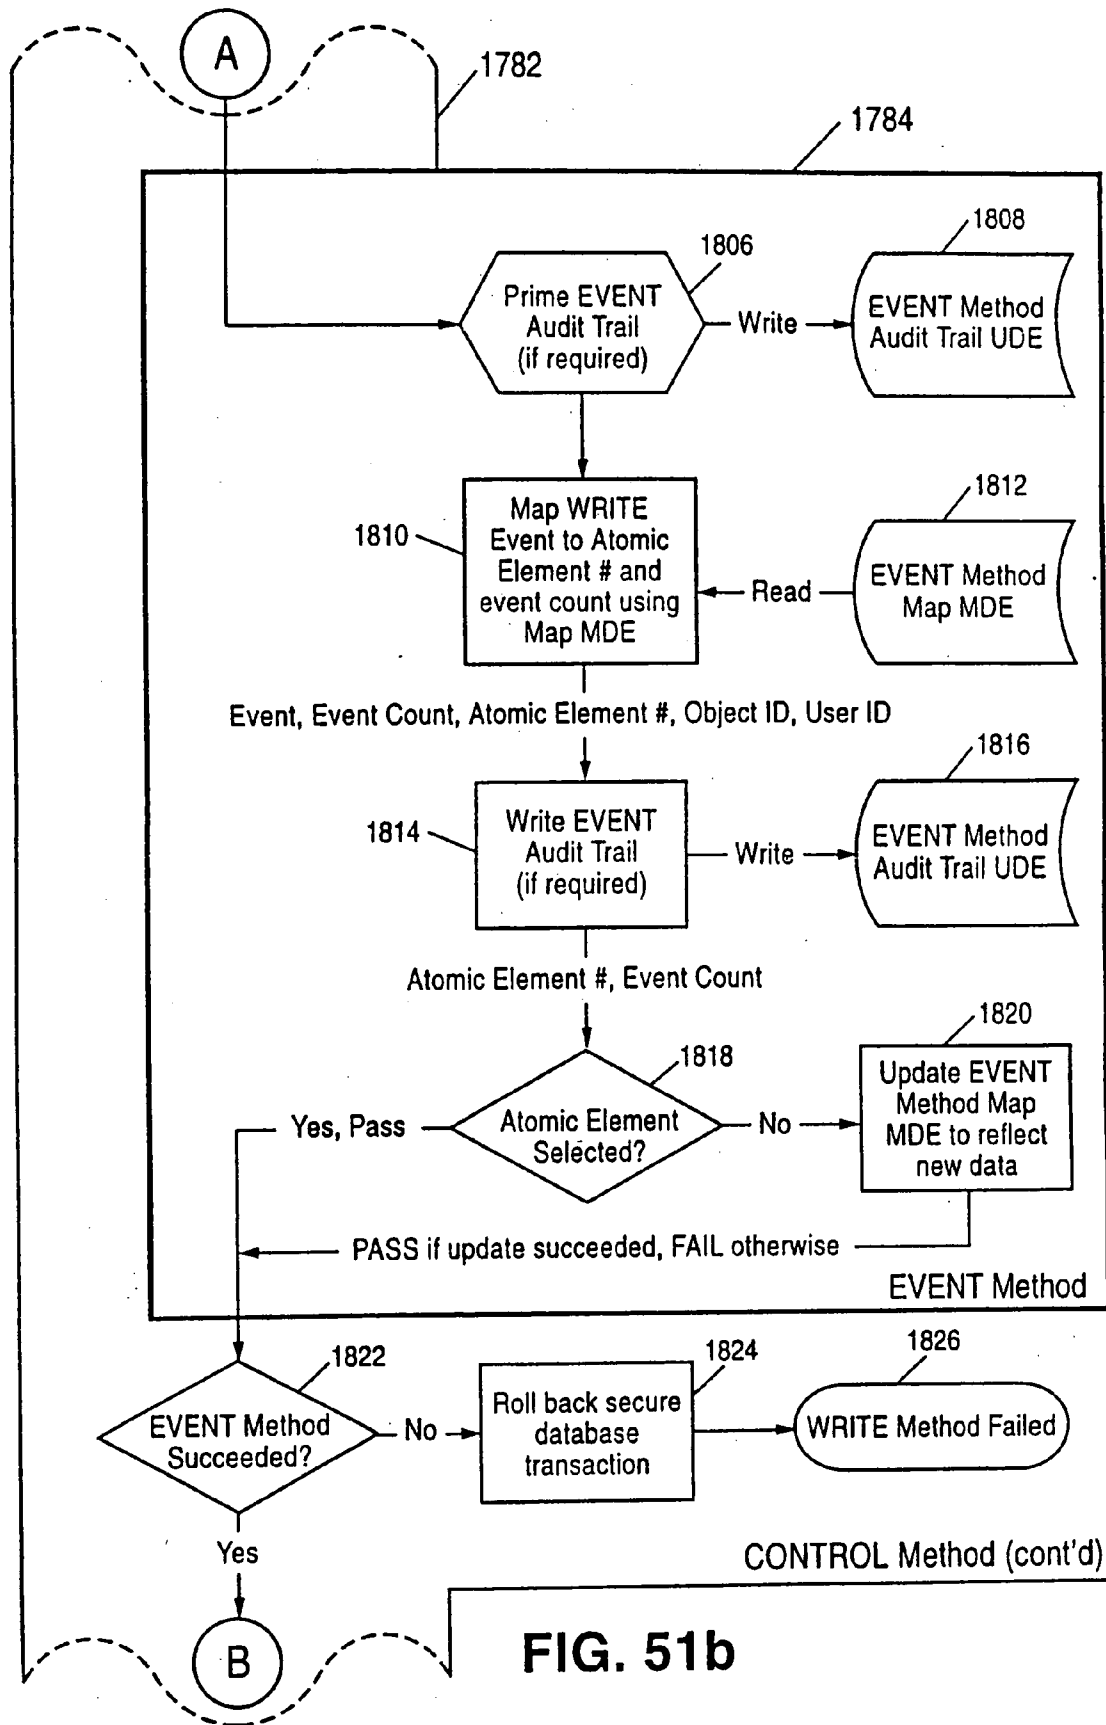 A
1782
1784
1806
1808
Prime EVENT
Audit Trail
(if required)
Write
EVENT Method
Audit Trail UDE
1810
Map WRITE
Event to Atomic
Element # and
event count using
Map MDE
Read
1812
EVENT Method
Map MDE
Event, Event Count, Atomic Element #, Object ID, User ID
1814
Write EVENT
Audit Trail
(if required)
Write
1816
EVENT Method
Audit Trail UDE
Atomic Element #, Event Count
1818
1820
Yes, Pass
Atomic Element
Selected?
No
Update EVENT
Method Map
MDE to reflect
new data
PASS if update succeeded, FAIL otherwise
EVENT Method
1822
EVENT Method
Succeeded?
No
1824
Roll back secure
database
transaction
1826
WRITE Method Failed
Yes
CONTROL Method (cont'd)
B
FIG. 51b